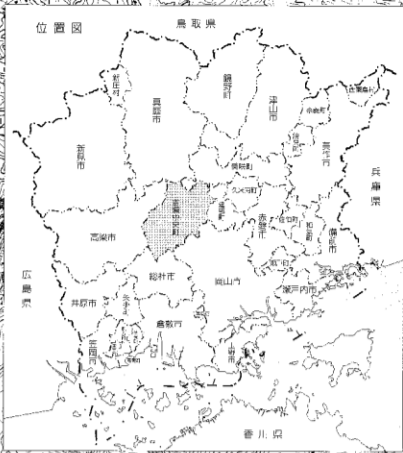 位置図
鳥取県
新庄村
真庭市
鏡野町
津山市
奈義町
西粟倉村
勝央町
美作市
新見市
兵庫県
美咲町
久米南町
吉備中央町
赤磐市
和気町
備前市
高梁市
総社市
岡山市
瀬戸内市
広島県
井原市
矢掛町
倉敷市
笠岡市
玉野市
香川県